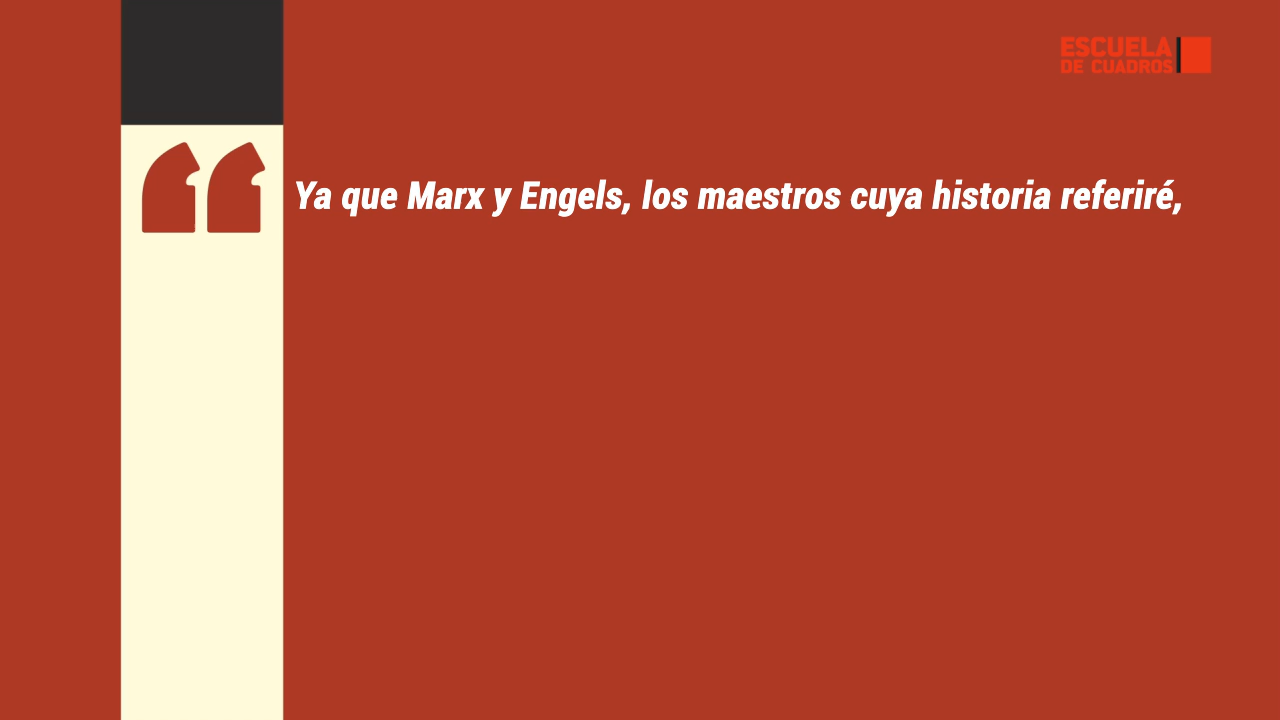 ESCUELA
DE CUADROS
Ya que Marx y Engels, los maestros cuya historia referiré,